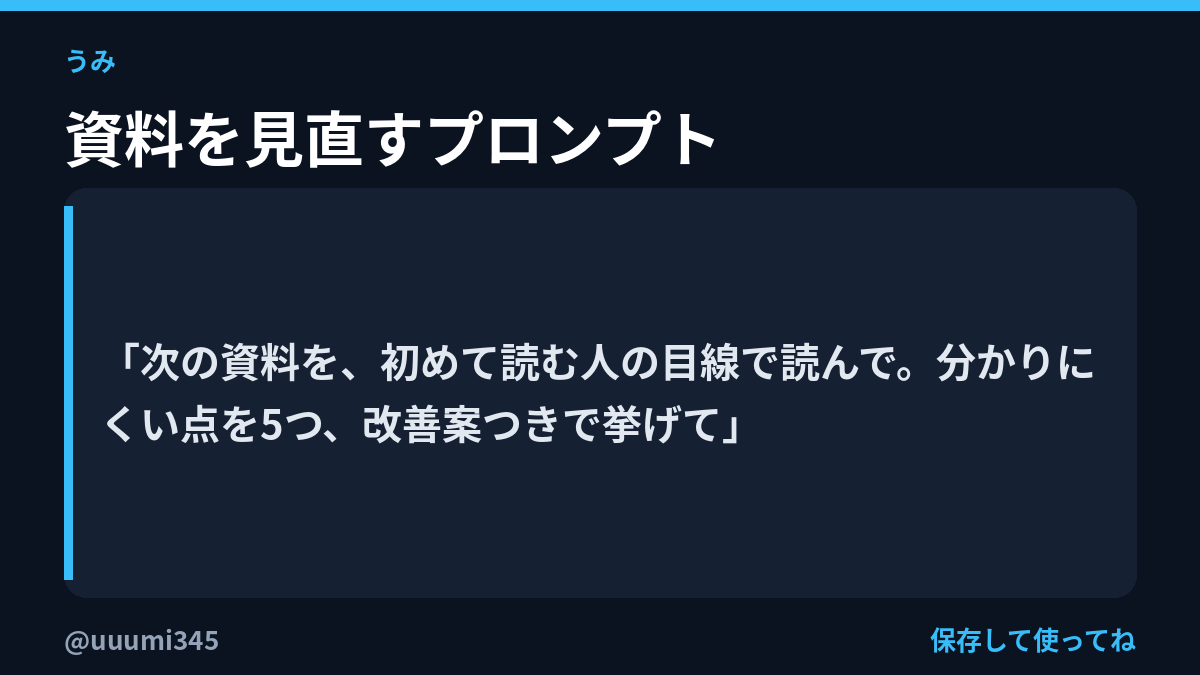 うみ
資料を見直すプロンプト
「次の資料を、初めて読む人の目線で読んで。分かりに
くい点を5つ、改善案つきで挙げて」
@uuumi345
保存して使ってね